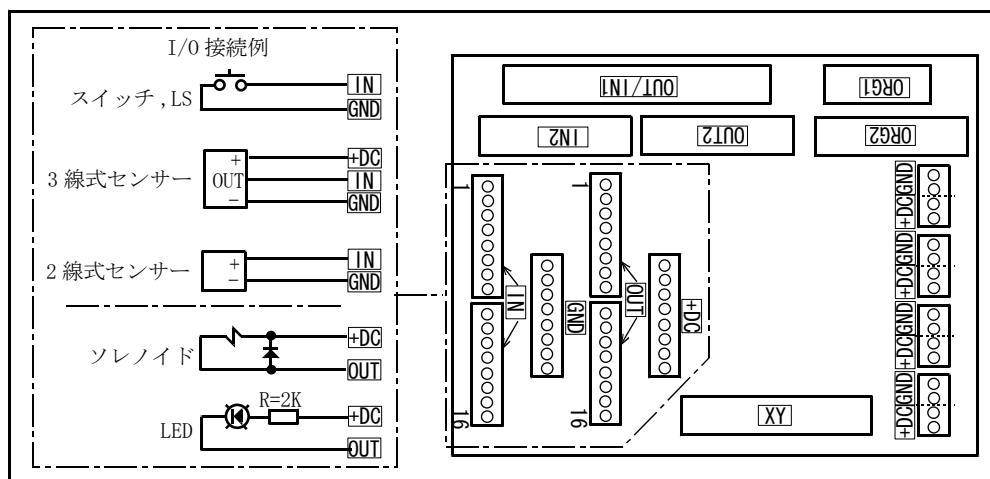 I/O 接続例
スイッチ,LS
IN
GND
3 線式センサー
+
OUT
−
+DC
IN
GND
2 線式センサー
+
−
IN
GND
ソレノイド
+DC
OUT
LED
R=2K
+DC
OUT
OUT/IN1
ORG1
IN2
OUT2
ORG2
1
1
IN
GND
OUT
+DC
16
16
XY
+DC GND
+DC GND
+DC GND
+DC GND